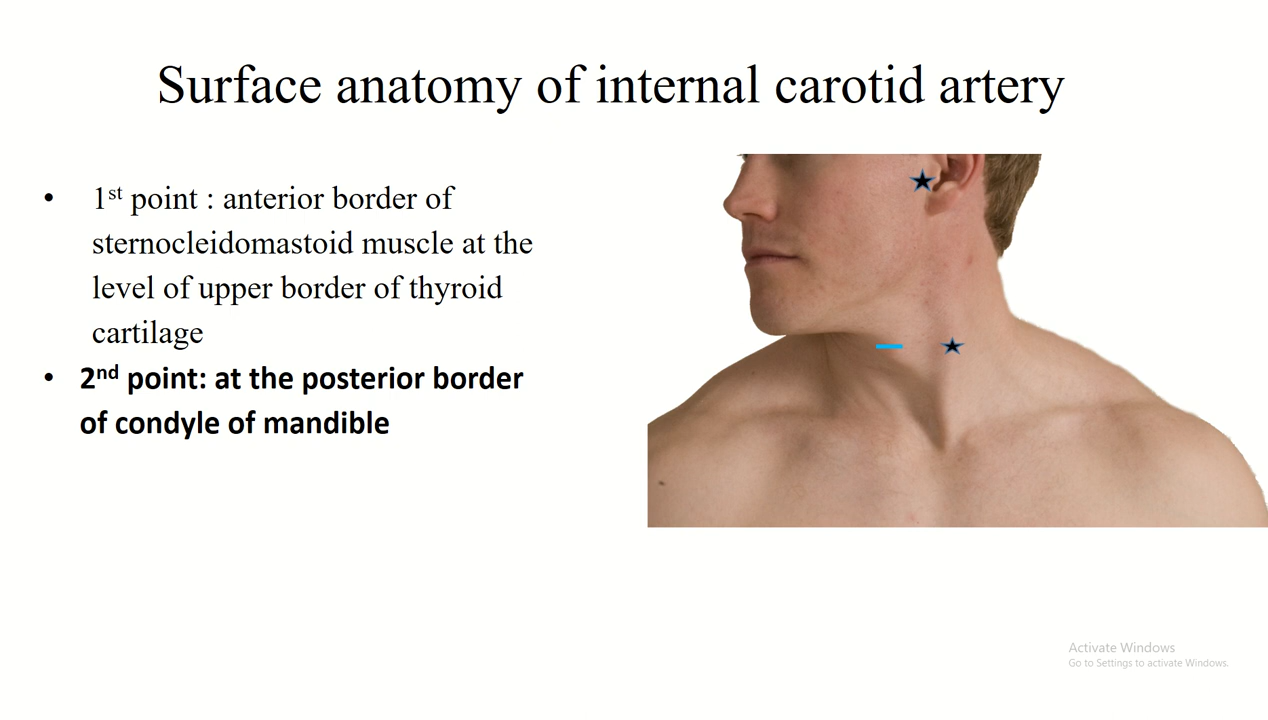 Surface anatomy of internal carotid artery
• 1st point : anterior border of
sternocleidomastoid muscle at the
level of upper border of thyroid
cartilage
• 2nd point: at the posterior border
of condyle of mandible
Activate Windows
Go to Settings to activate Windows.